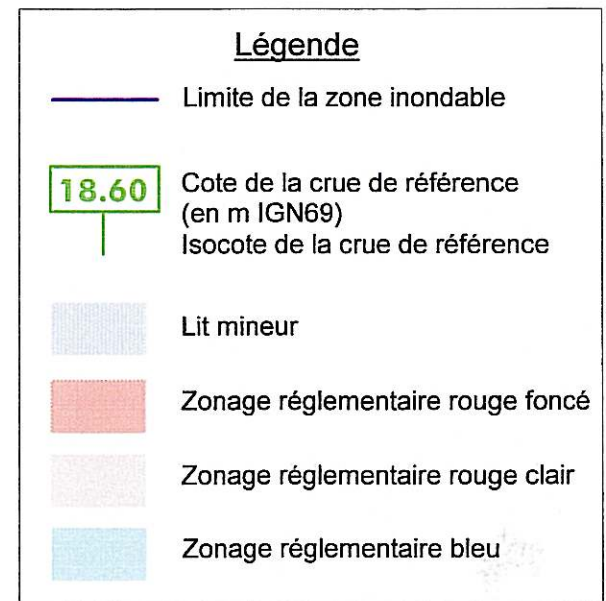 Légende
Limite de la zone inondable
18.60
Cote de la crue de référence
(en m IGN69)
Isocote de la crue de référence
Lit mineur
Zonage réglementaire rouge foncé
Zonage réglementaire rouge clair
Zonage réglementaire bleu